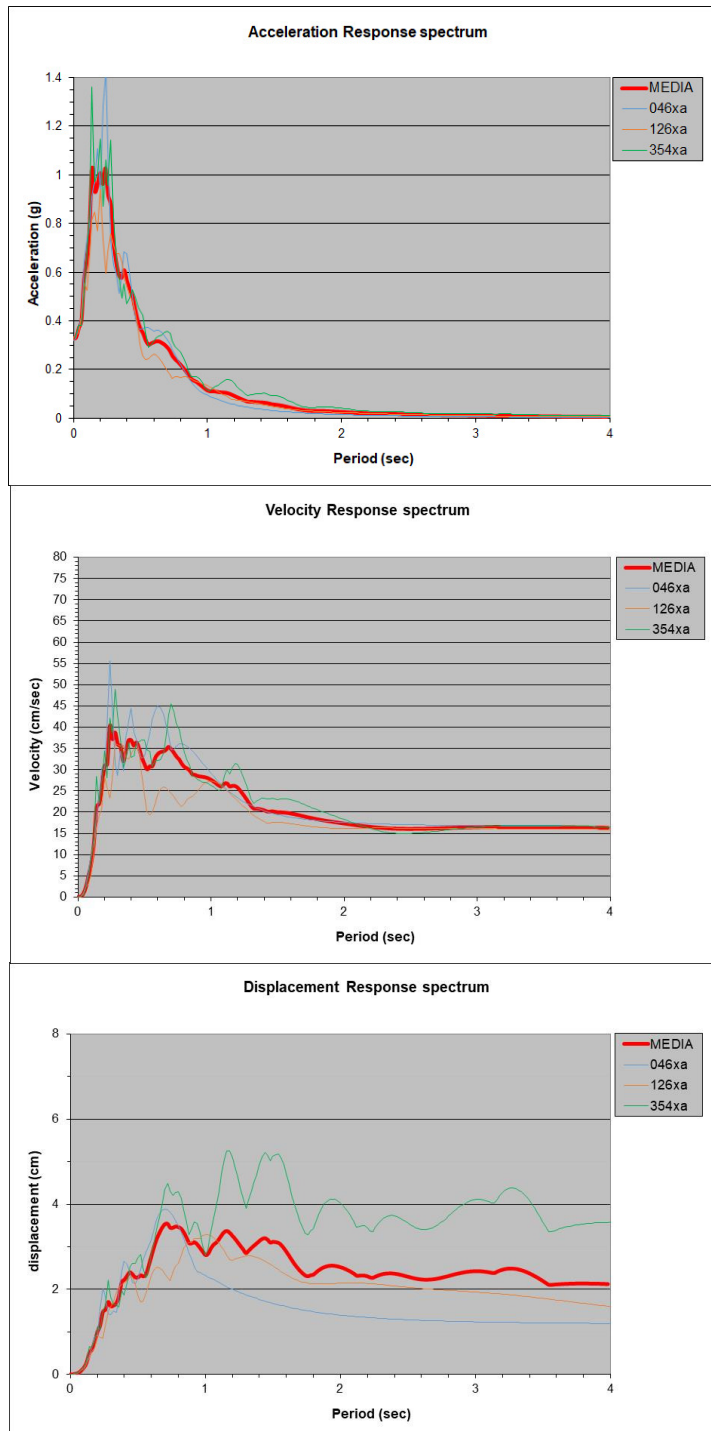 Acceleration Response spectrum
1.4
1.2
1
0.8
0.6
0.4
0.2
0
Acceleration (g)
0 1 2 3 4
Period (sec)
MEDIA
046xa
126xa
354xa
Velocity Response spectrum
80
75
70
65
60
55
50
45
40
35
30
25
20
15
10
5
0
Velocity (cm/sec)
0 1 2 3 4
Period (sec)
MEDIA
046xa
126xa
354xa
Displacement Response spectrum
8
6
4
2
0
displacement (cm)
0 1 2 3 4
Period (sec)
MEDIA
046xa
126xa
354xa